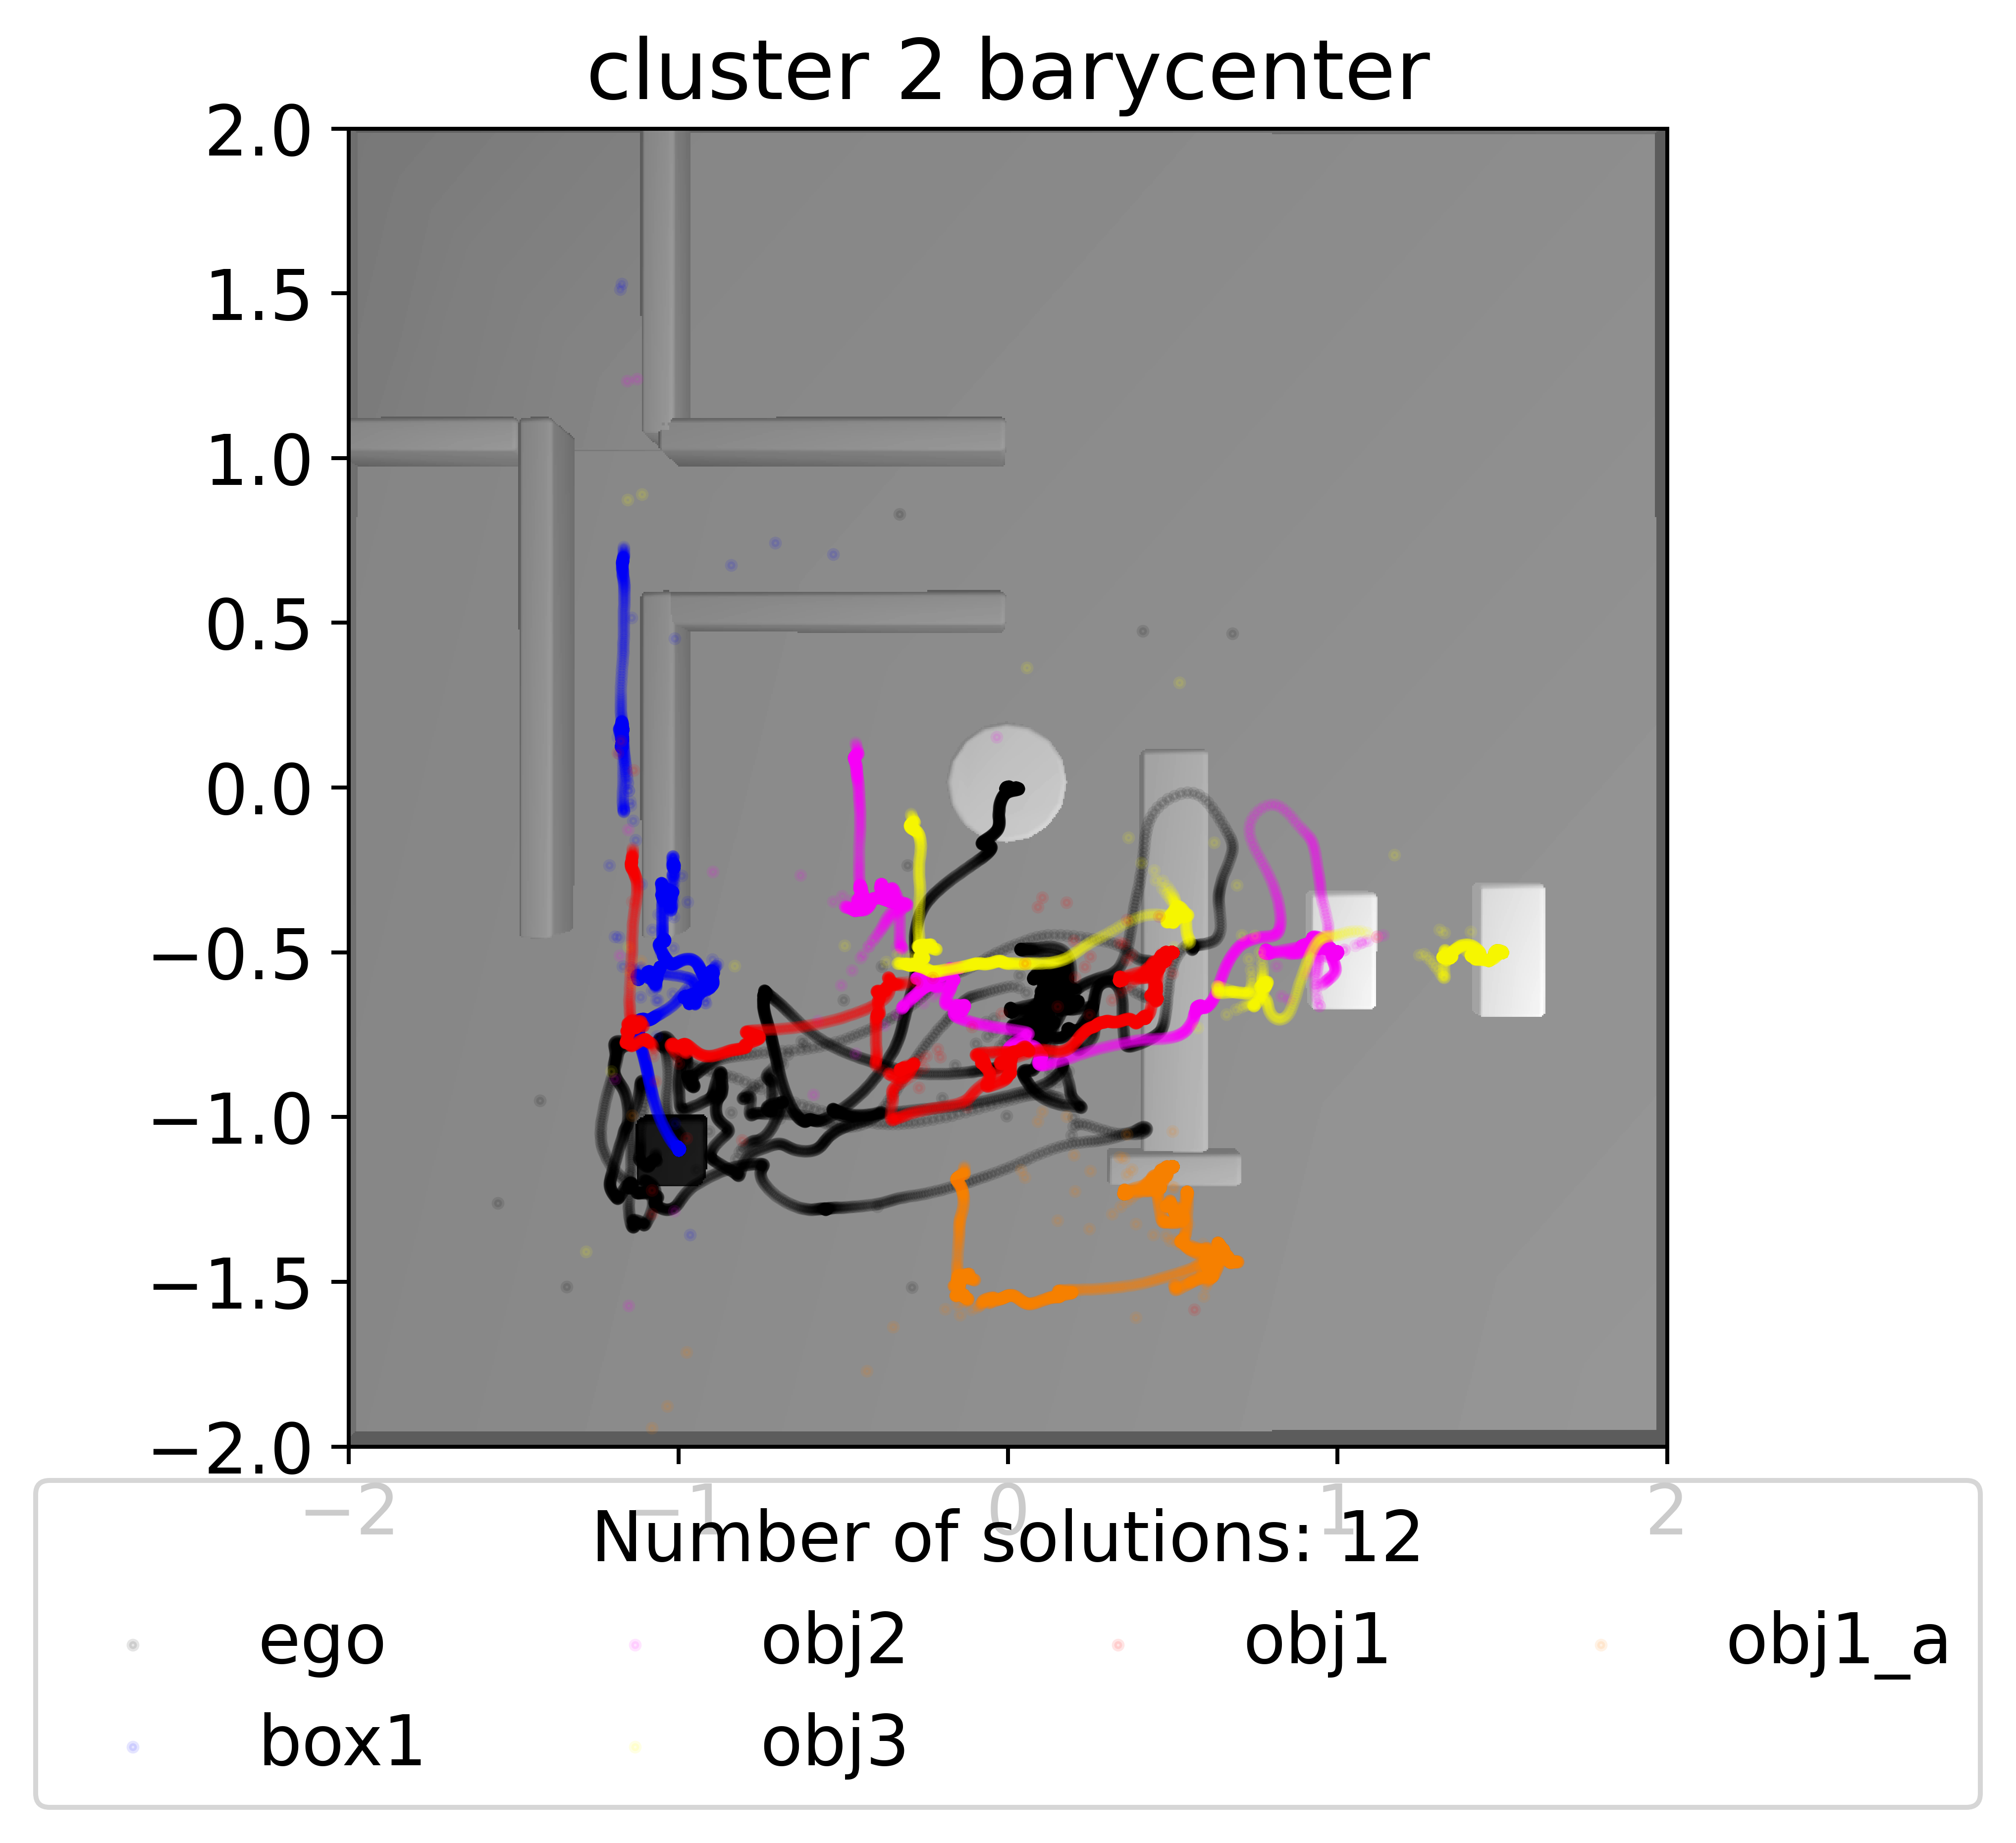 cluster 2 barycenter
2.0
1.5
1.0
0.5
0.0
−0.5
−1.0
−1.5
−2.0
−2 −1 0 1 2
Number of solutions: 12
ego obj2 obj1 obj1_a
box1 obj3